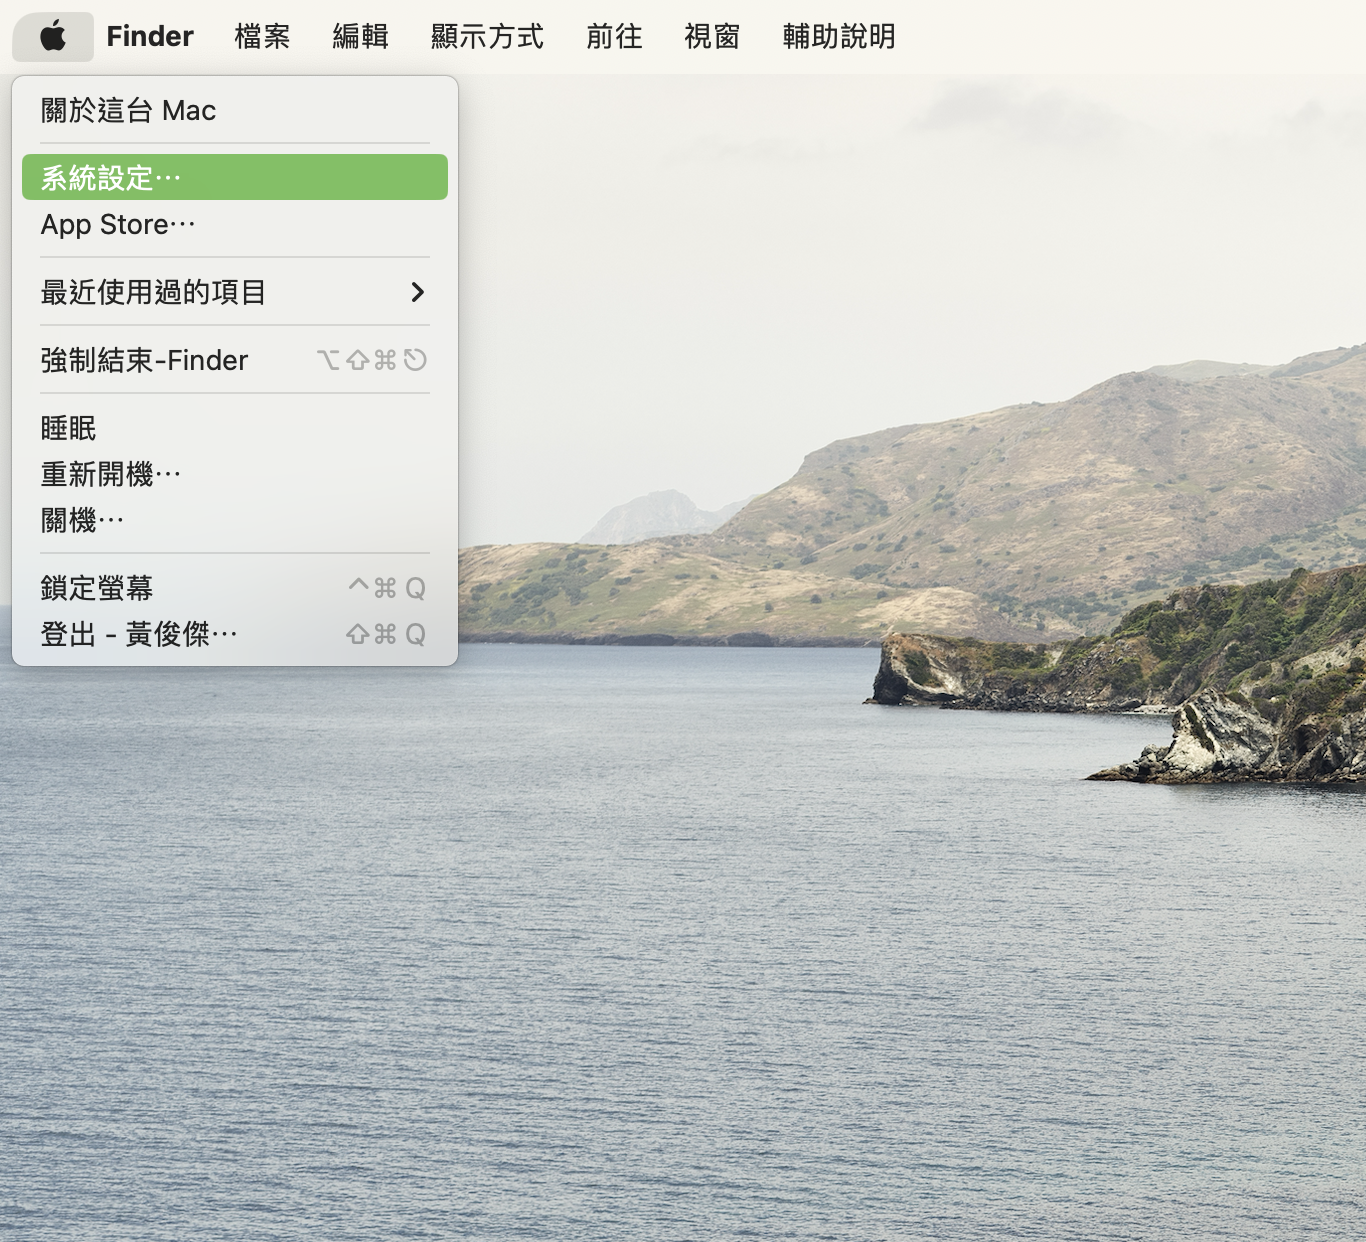 Finder 檔案 編輯 顯示方式 前往 視窗 輔助說明
關於這台 Mac
系統設定⋯
App Store⋯
最近使用過的項目
強制結束-Finder ⌥⇧⌘⎋
睡眠
重新開機⋯
關機⋯
鎖定螢幕 ^⌘Q
登出 - 黃俊傑⋯ ⇧⌘Q